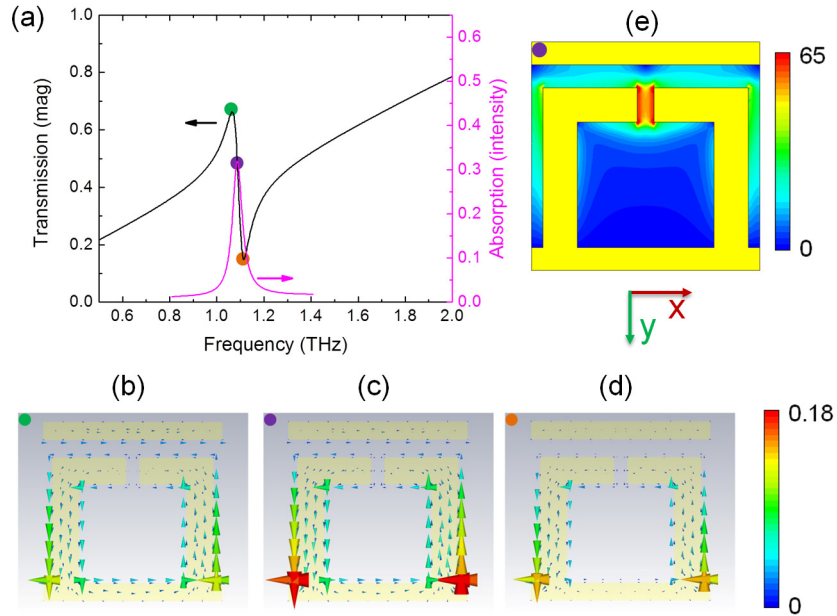 (a)
Transmission (mag)
1.0
0.8
0.6
0.4
0.2
0.0
0.6 0.8 1.0 1.2 1.4 1.6 1.8 2.0
Frequency (THz)
0.6
0.5
0.4
0.3
0.2
0.1
0.0
Absorption (intensity)
(e)
65
0
x
y
(b)
(c)
(d)
0.18
0